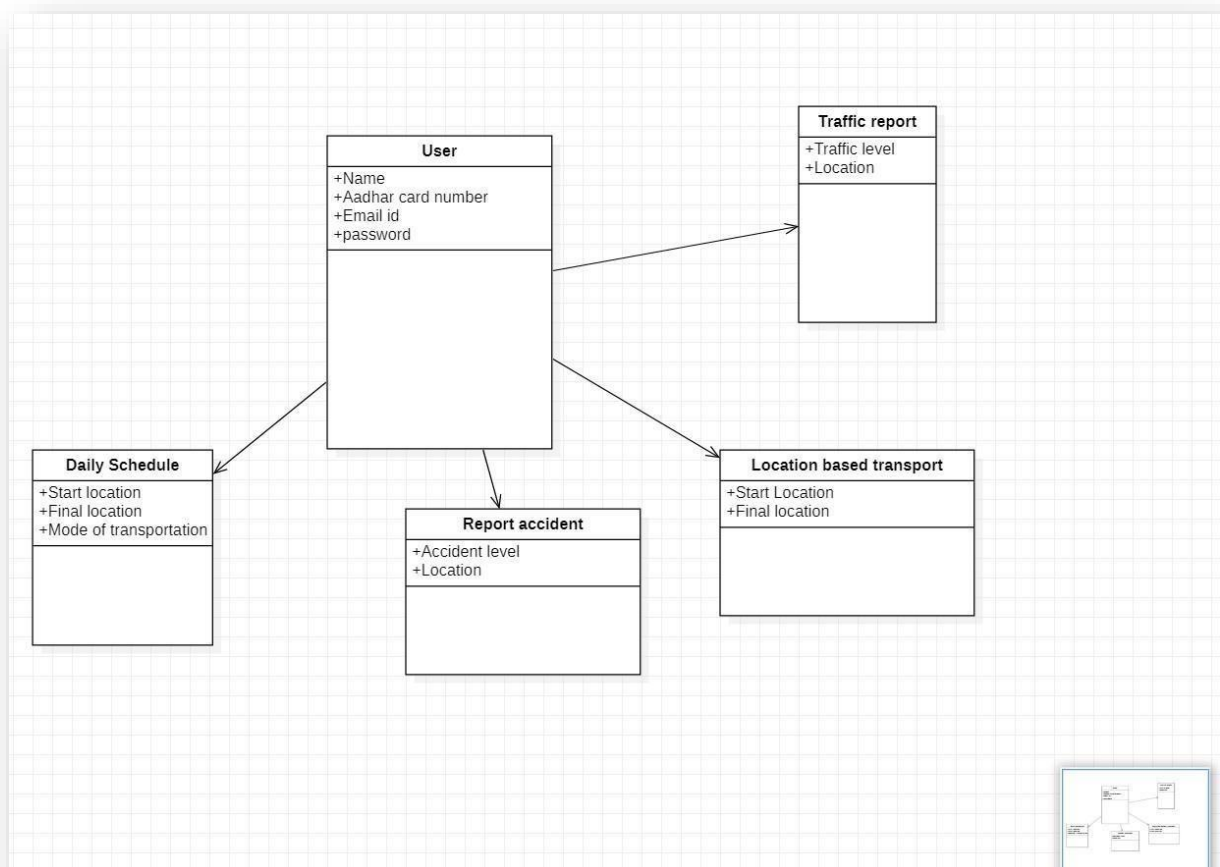 User
+Name
+Aadhar card number
+Email id
+password
Traffic report
+Traffic level
+Location
Daily Schedule
+Start location
+Final location
+Mode of transportation
Report accident
+Accident level
+Location
Location based transport
+Start Location
+Final location